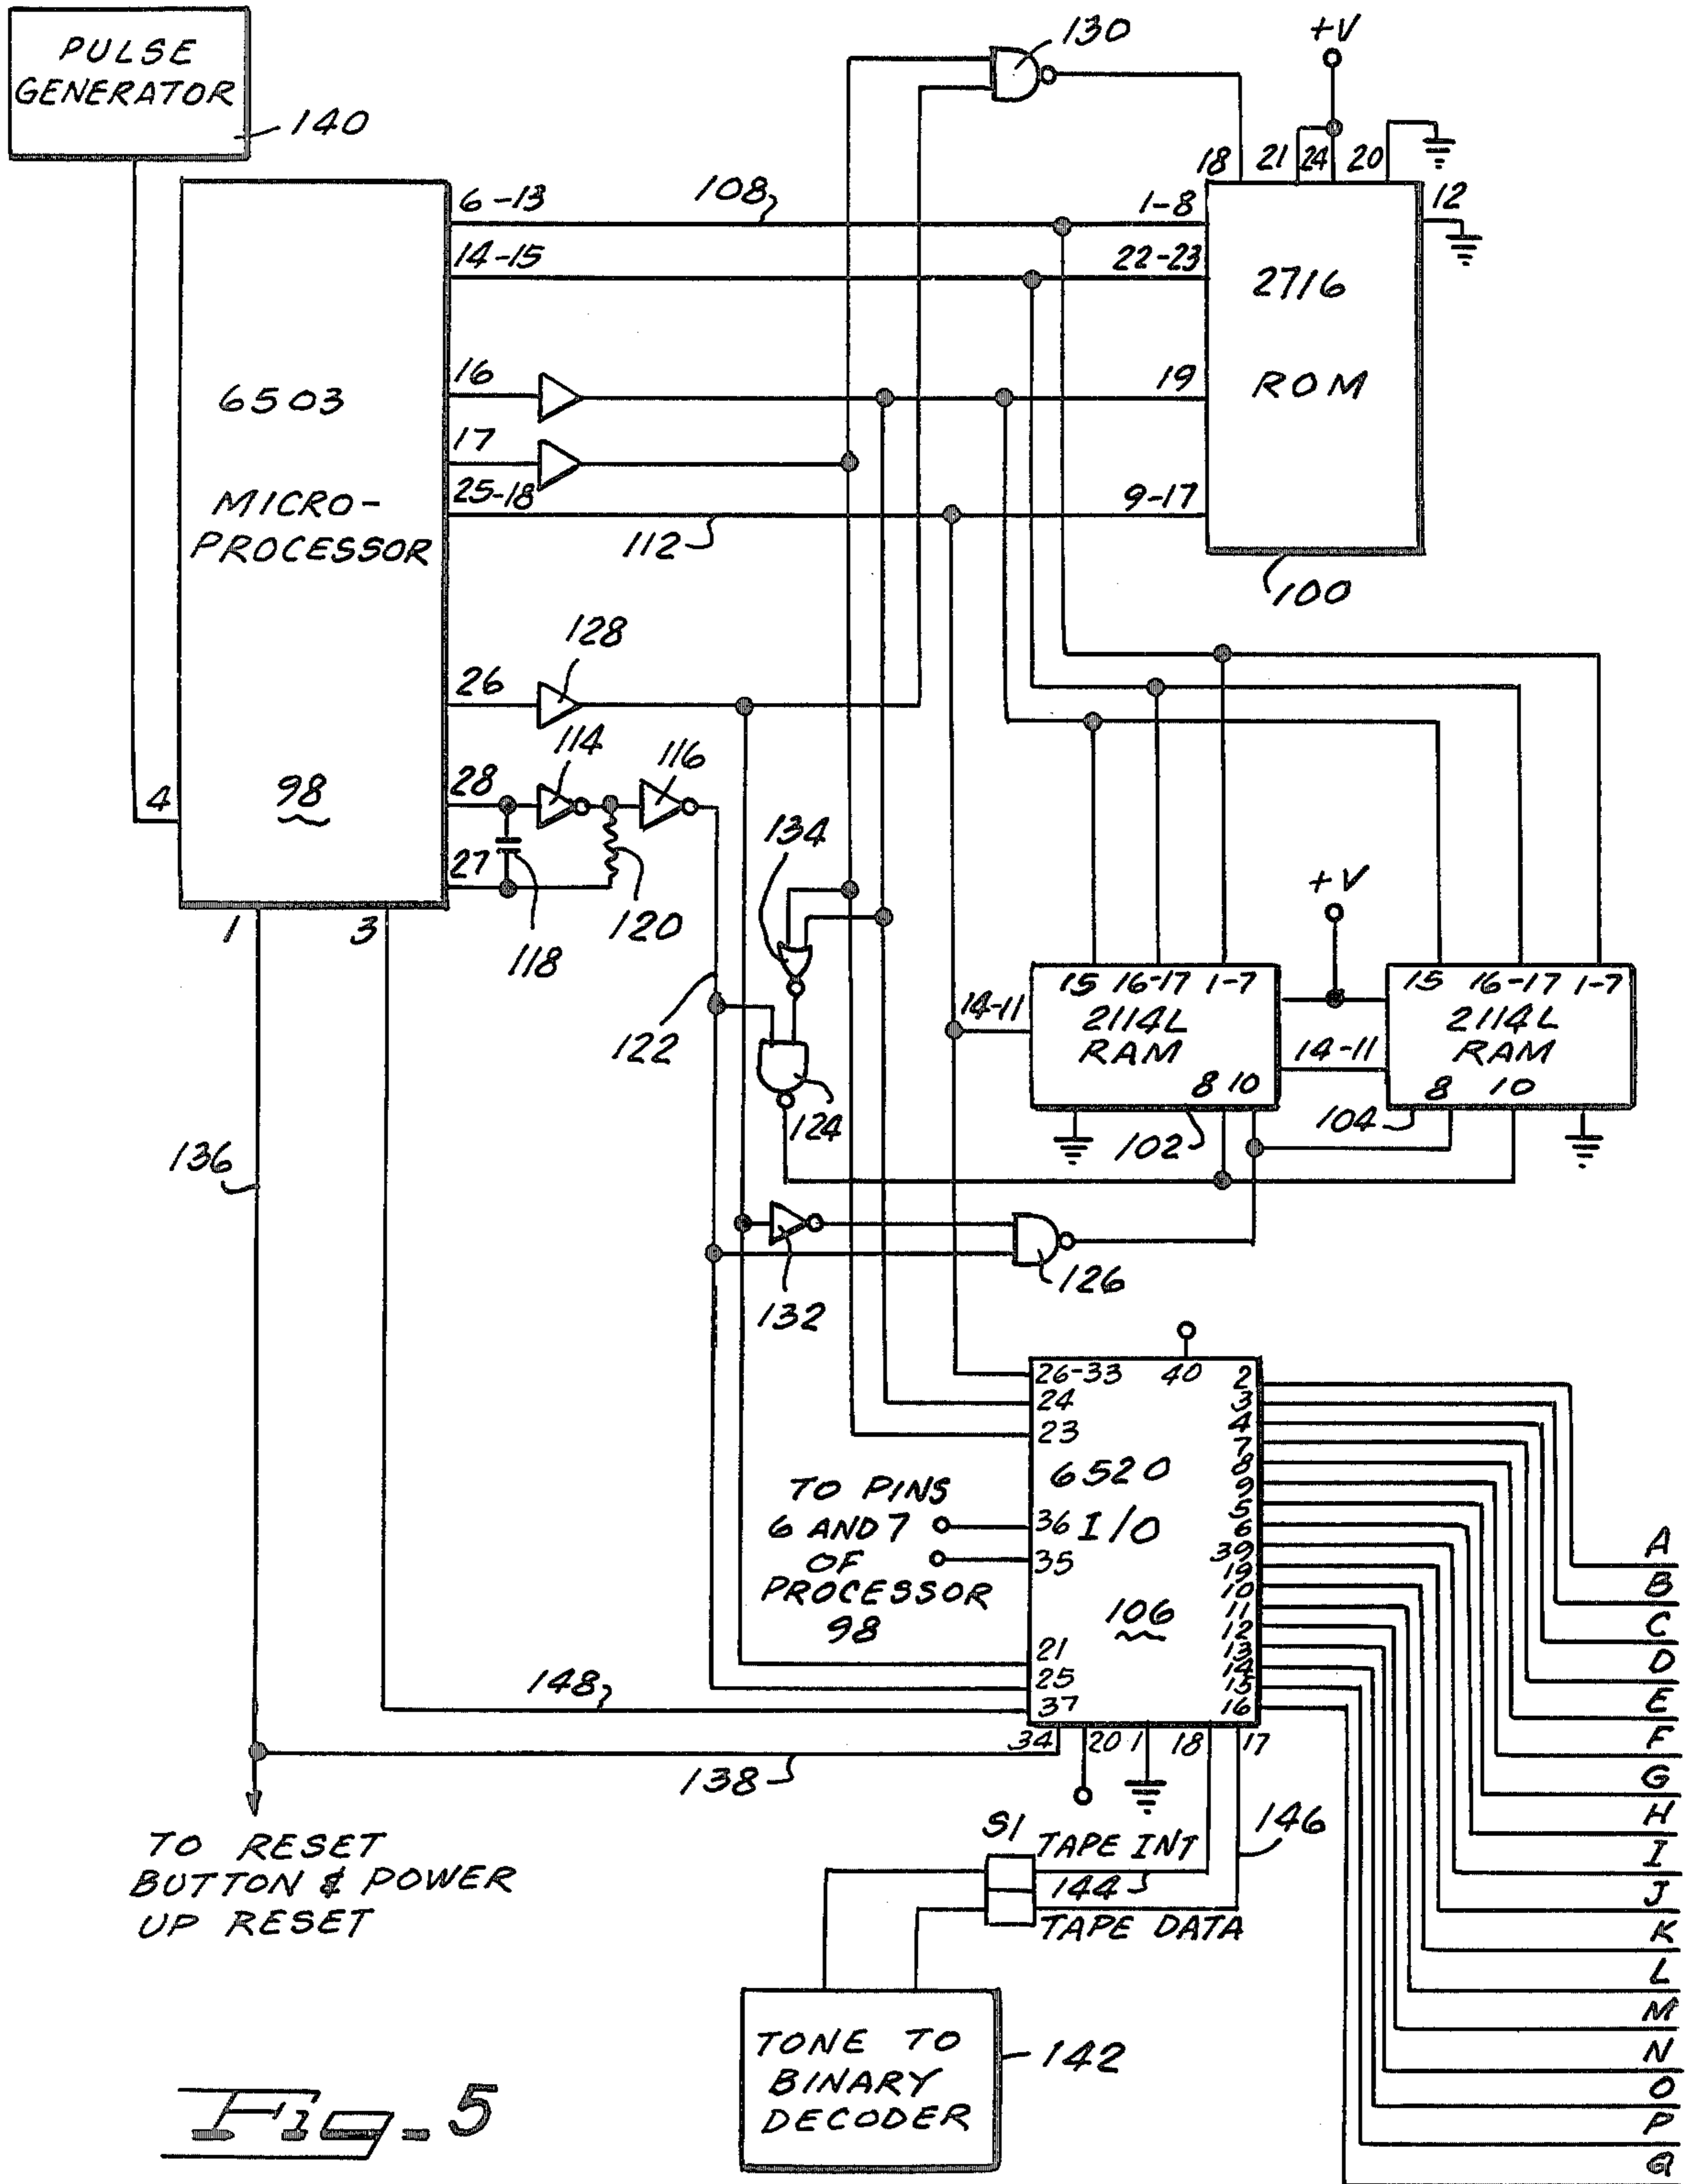 PULSE
GENERATOR
140
130
+V
18
21
24
20
12
6-13
108
1-8
14-15
22-23
2716
ROM
16
19
17
25-18
112
9-17
100
6503
MICRO-
PROCESSOR
98
4
26
128
28
114
116
27
118
120
134
1
3
122
124
+V
14-11
15 16-17 1-7
2114L
RAM
8 10
102
14-11
15 16-17 1-7
2114L
RAM
8 10
104
136
132
126
26-33
40
24
23
6520
I/O
106
TO PINS
6 AND 7
OF
PROCESSOR
98
36
35
21
25
37
2
3
4
7
8
9
5
6
39
19
10
11
12
13
14
15
16
148
34
20
1
18
17
138
S1
TAPE INT
144
146
TAPE DATA
TO RESET
BUTTON & POWER
UP RESET
TONE TO
BINARY
DECODER
142
A
B
C
D
E
F
G
H
I
J
K
L
M
N
O
P
Q
Fig-5